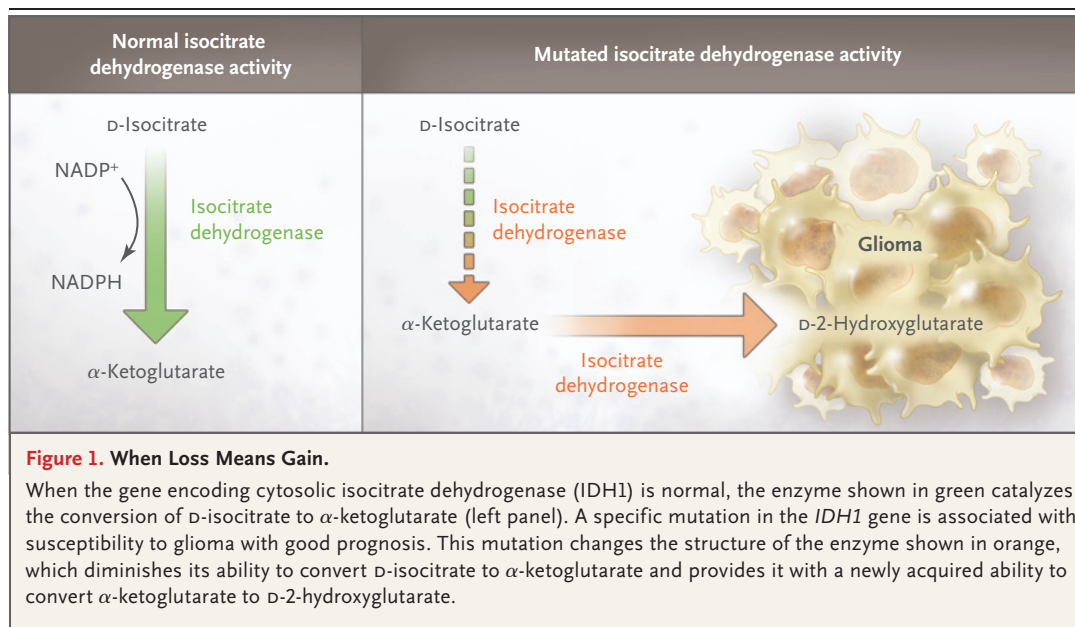 Normal isocitrate
dehydrogenase activity
Mutated isocitrate dehydrogenase activity
D-Isocitrate
NADP+
Isocitrate
dehydrogenase
NADPH
α-Ketoglutarate
D-Isocitrate
Isocitrate
dehydrogenase
α-Ketoglutarate
Isocitrate
dehydrogenase
Glioma
D-2-Hydroxyglutarate
Figure 1. When Loss Means Gain.
When the gene encoding cytosolic isocitrate dehydrogenase (IDH1) is normal, the enzyme shown in green catalyzes
the conversion of D-isocitrate to α-ketoglutarate (left panel). A specific mutation in the IDH1 gene is associated with
susceptibility to glioma with good prognosis. This mutation changes the structure of the enzyme shown in orange,
which diminishes its ability to convert D-isocitrate to α-ketoglutarate and provides it with a newly acquired ability to
convert α-ketoglutarate to D-2-hydroxyglutarate.